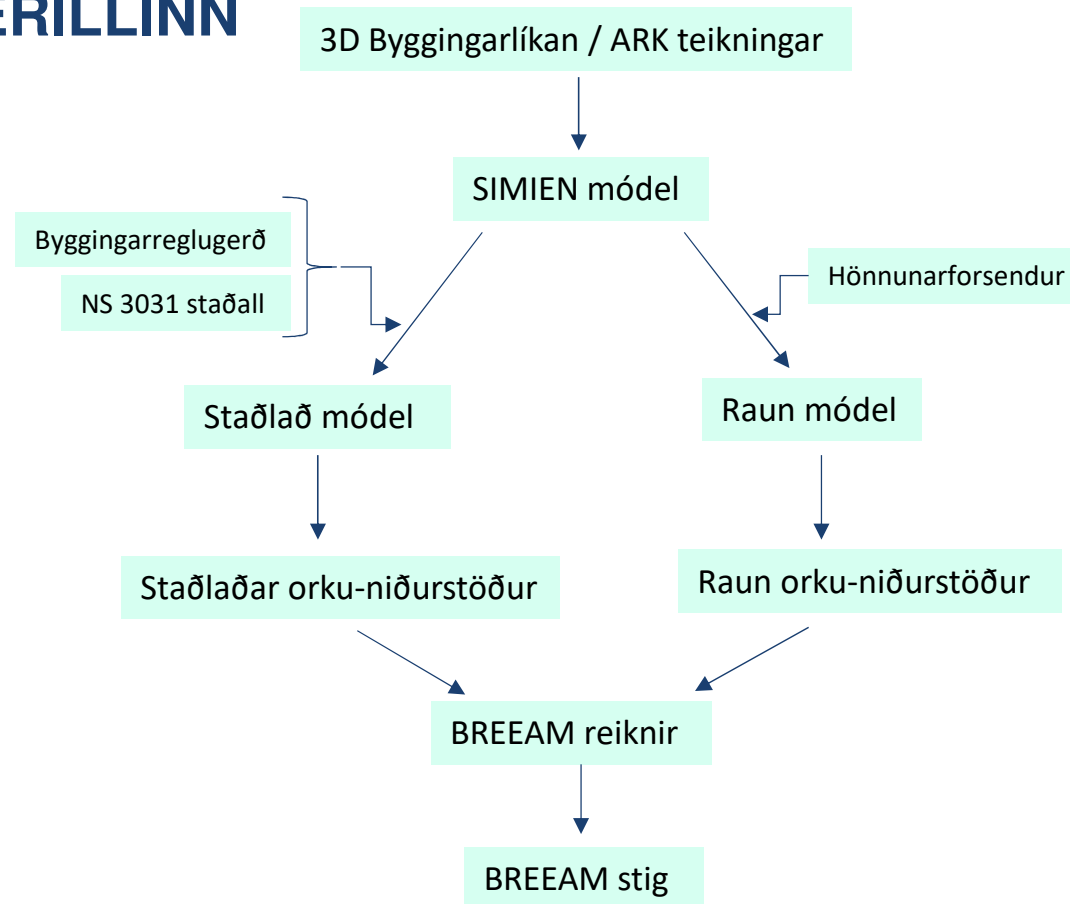 ERILLINN
3D Byggingarlíkan / ARK teikningar
SIMIEN módel
Byggingarreglugerð
NS 3031 staðall
Hönnunarforsendur
Staðlað módel
Raun módel
Staðlaðar orku-niðurstöður
Raun orku-niðurstöður
BREEAM reiknir
BREEAM stig